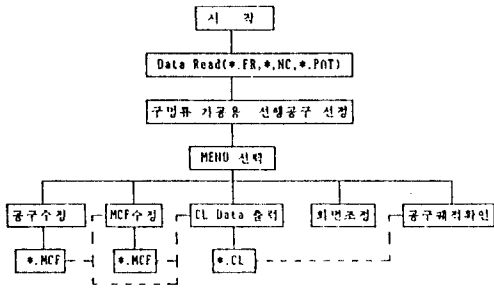 시 작
Data Read(*.FR,*,NC,*.PAT)
구멍류 가공용 선행공구 선정
MENU 선택
공구수정 MCF수정 CL Data 출력 화면조정 공구궤적확인
*.MCF *.MCF *.CL